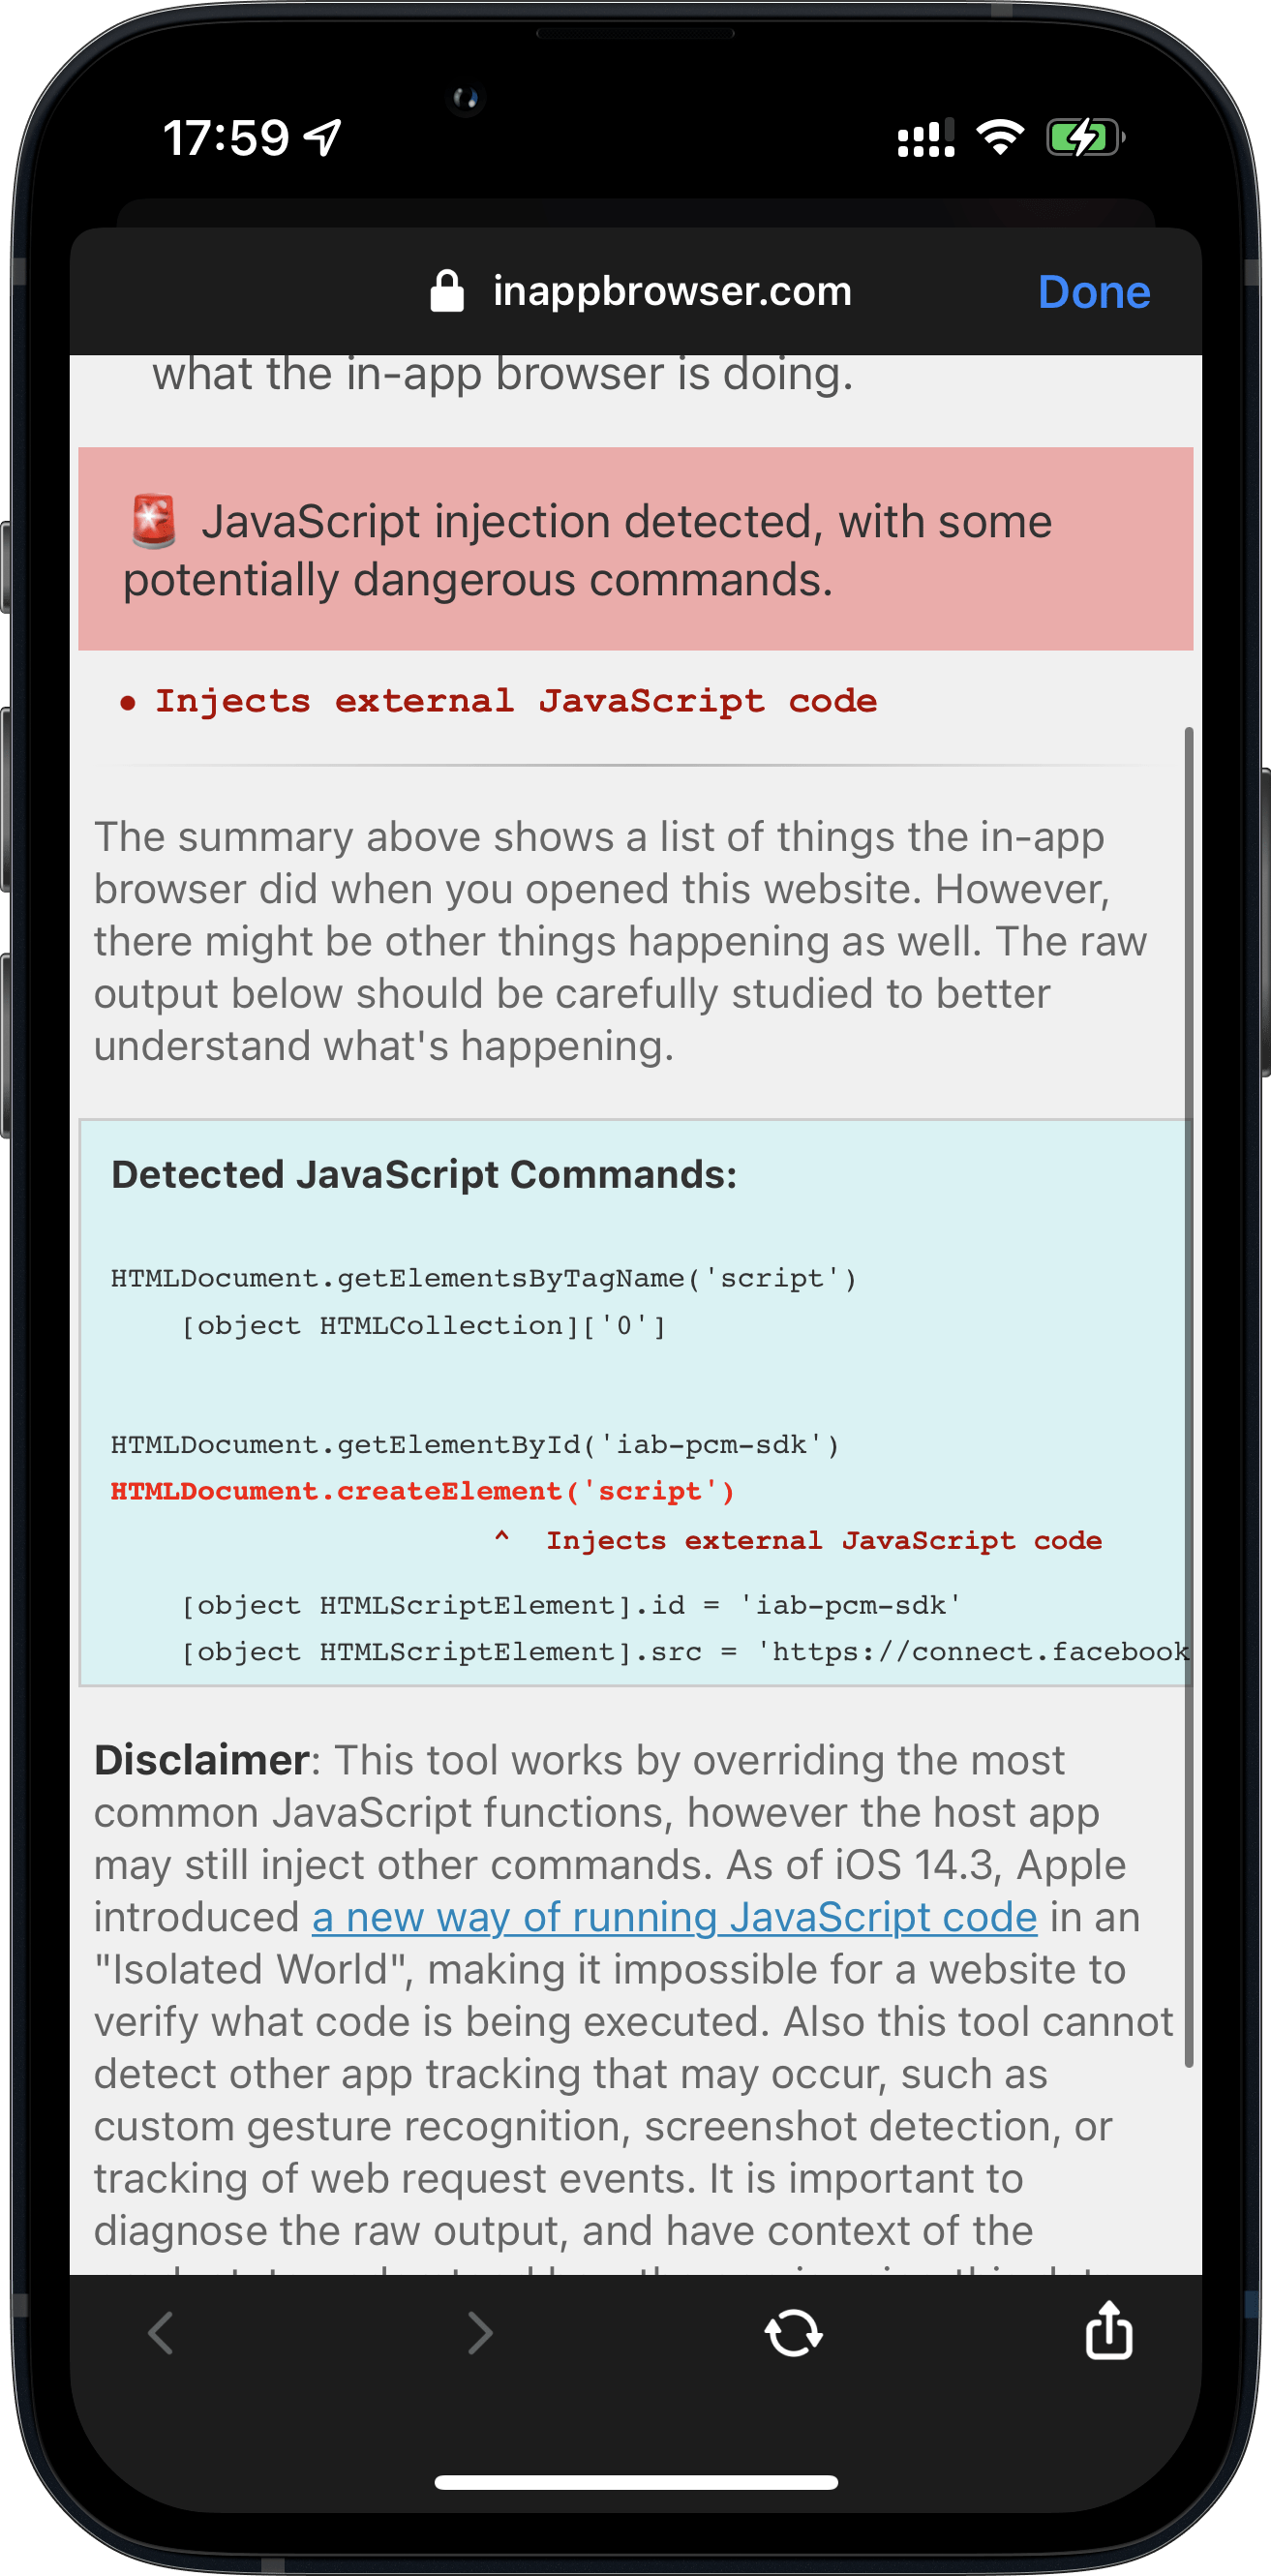 17:59
inappbrowser.com
Done
what the in-app browser is doing.
JavaScript injection detected, with some
potentially dangerous commands.
• Injects external JavaScript code
The summary above shows a list of things the in-app
browser did when you opened this website. However,
there might be other things happening as well. The raw
output below should be carefully studied to better
understand what's happening.
Detected JavaScript Commands:
HTMLDocument.getElementsByTagName('script')
[object HTMLCollection]['0']
HTMLDocument.getElementById('iab-pcm-sdk')
HTMLDocument.createElement('script')
^ Injects external JavaScript code
[object HTMLScriptElement].id = 'iab-pcm-sdk'
[object HTMLScriptElement].src = 'https://connect.facebook
Disclaimer: This tool works by overriding the most
common JavaScript functions, however the host app
may still inject other commands. As of iOS 14.3, Apple
introduced a new way of running JavaScript code in an
"Isolated World", making it impossible for a website to
verify what code is being executed. Also this tool cannot
detect other app tracking that may occur, such as
custom gesture recognition, screenshot detection, or
tracking of web request events. It is important to
diagnose the raw output, and have context of the